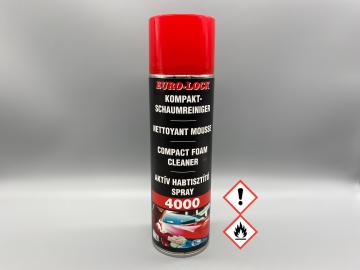 EURO-LOCK
KOMPAKT-
SCHAUMREINIGER
NETTOYANT MOUSSE
COMPACT FOAM
CLEANER
AKTÍV HABTISZTÍTÓ
SPRAY
4000